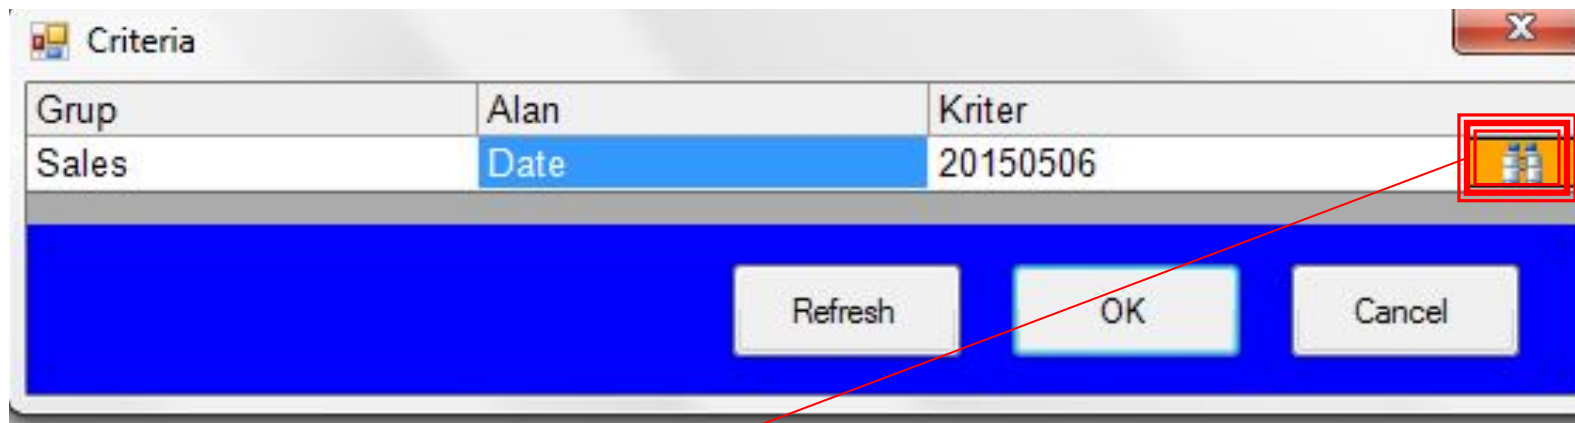 Criteria
Grup Alan Kriter
Sales Date 20150506
Refresh OK Cancel